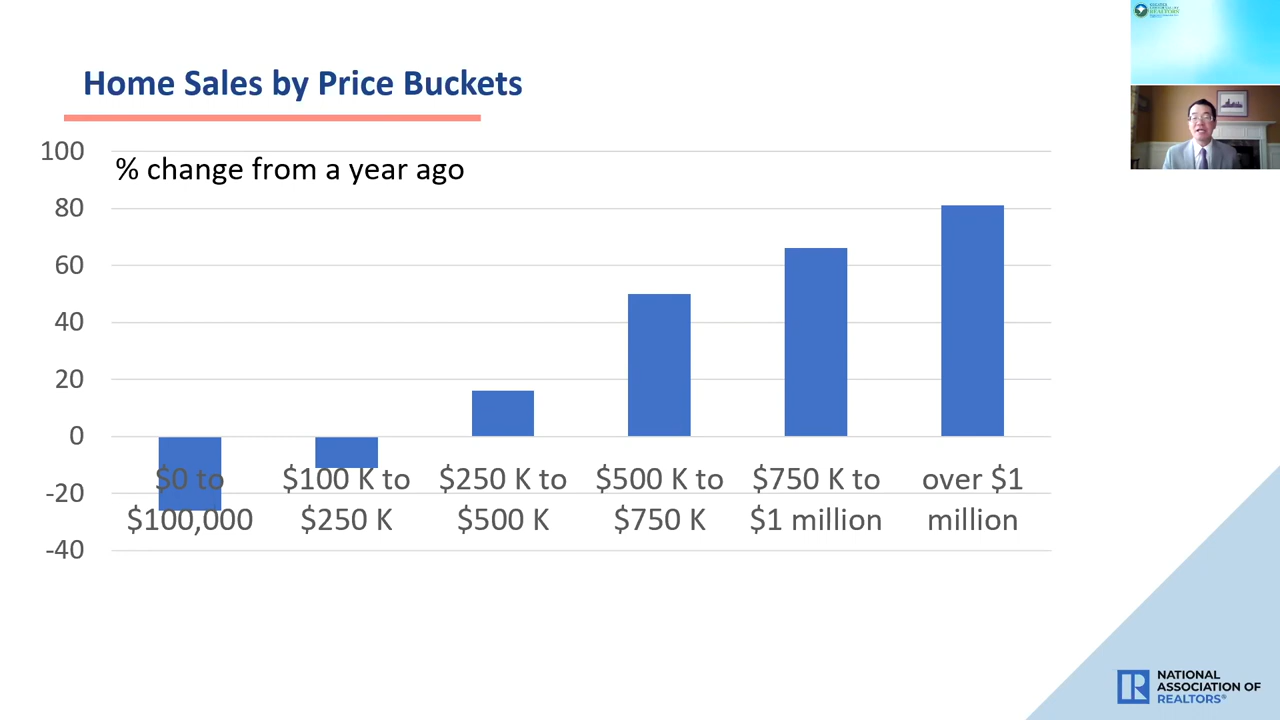 Home Sales by Price Buckets
% change from a year ago
100
80
60
40
20
0
-20
-40
$0 to
$100,000
$100 K to
$250 K
$250 K to
$500 K
$500 K to
$750 K
$750 K to
$1 million
over $1
million
REALTORS
NATIONAL
ASSOCIATION OF
REALTORS®